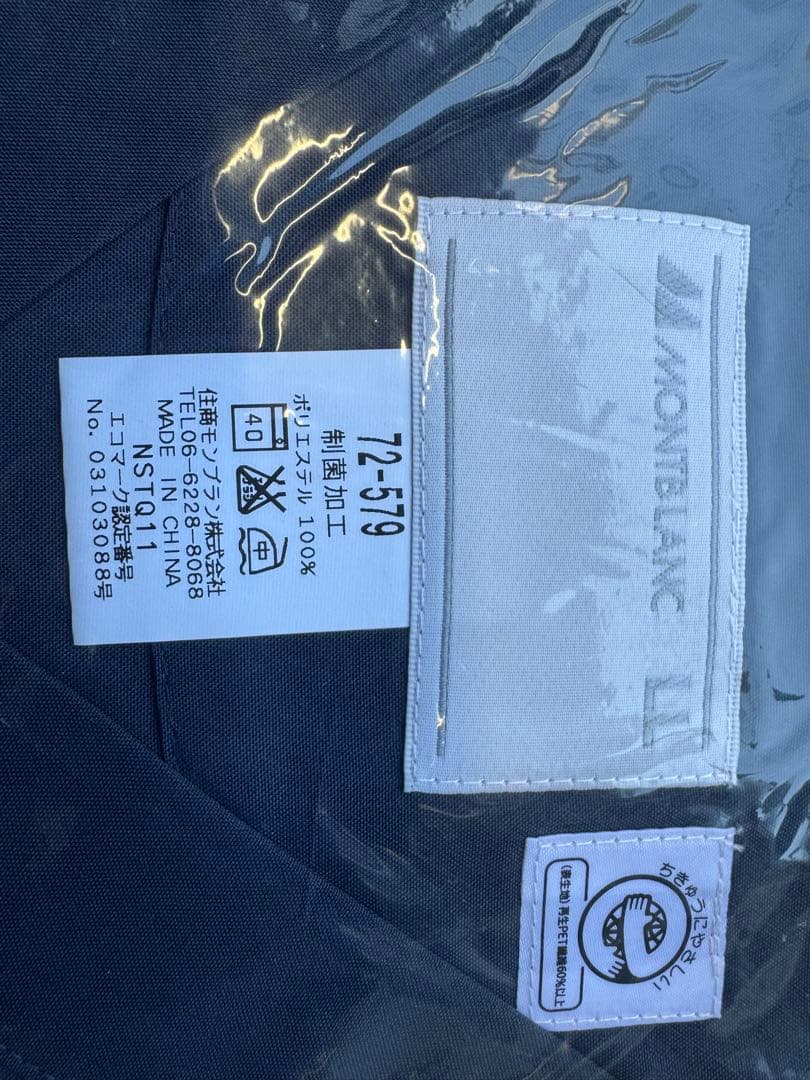 MONTBLANC LL
72-579
制菌加工
ポリエステル 100%
40
中
住商モンブラン株式会社
TEL06-6228-8068
MADE IN CHINA
NSTQ11
エコマーク認定番号
No. 03103088号
ちきゅうにやさしい
(表生地)再生PET繊維60%以上